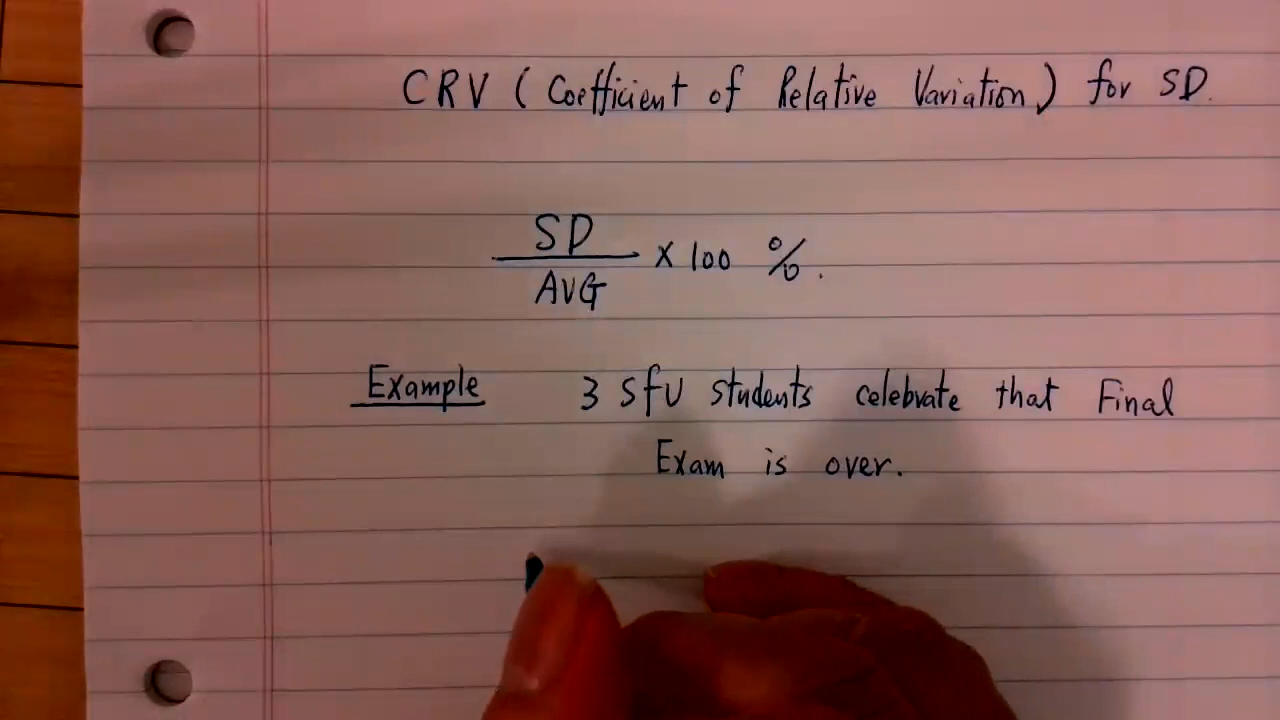 CRV (Coefficient of Relative Variation) for SD.
SD
AVG × 100 %.
Example 3 SfU students celebrate that Final
Exam is over.